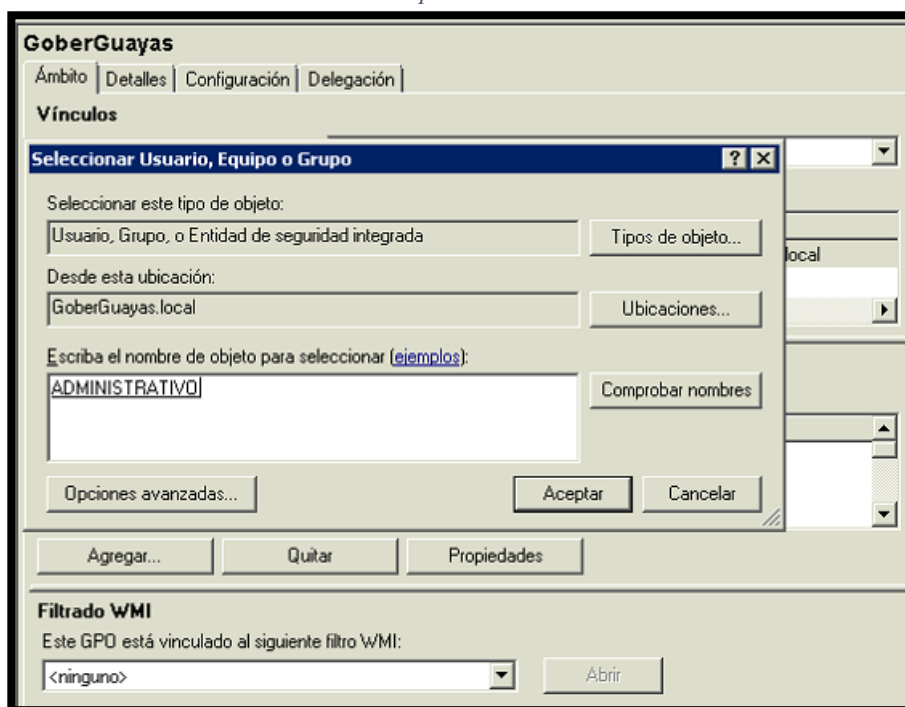 GoberGuayas
Ámbito Detalles Configuración Delegación
Vínculos
Seleccionar Usuario, Equipo o Grupo
Seleccionar este tipo de objeto:
Usuario, Grupo, o Entidad de seguridad integrada
Tipos de objeto...
Desde esta ubicación:
GoberGuayas.local
Ubicaciones...
local
Escriba el nombre de objeto para seleccionar (ejemplos):
ADMINISTRATIVO
Comprobar nombres
Opciones avanzadas...
Aceptar
Cancelar
Agregar...
Quitar
Propiedades
Filtrado WMI
Este GPO está vinculado al siguiente filtro WMI:
<ninguno>
Abrir